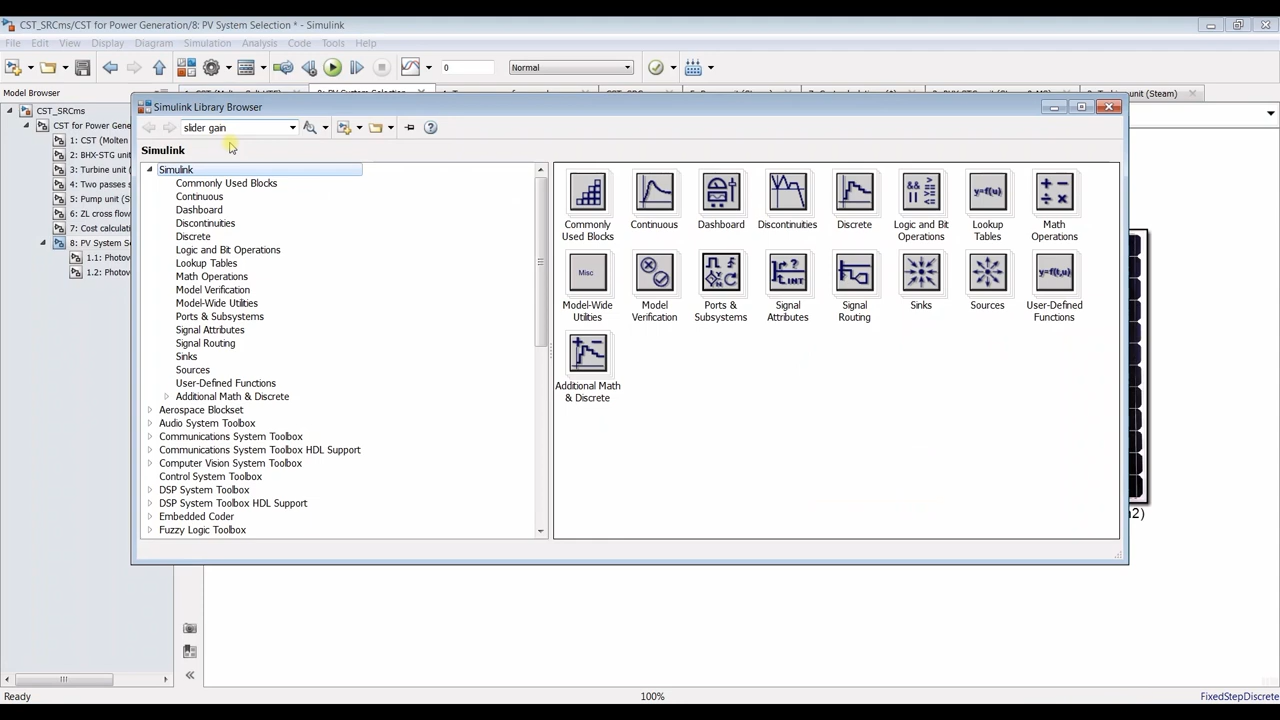 CST_SRCms/CST for Power Generation/8: PV System Selection * - Simulink
File Edit View Display Diagram Simulation Analysis Code Tools Help
0
Normal
Model Browser
CST_SRCms
CST for Power Gene
1: CST (Molten
2: BHX-STG unit
3: Turbine unit (
4: Two passes s
5: Pump unit (S
6: ZL cross flow
7: Cost calculati
8: PV System Se
1.1: Photov
1.2: Photov
Simulink Library Browser
slider gain
Simulink
Simulink
Commonly Used Blocks
Continuous
Dashboard
Discontinuities
Discrete
Logic and Bit Operations
Lookup Tables
Math Operations
Model Verification
Model-Wide Utilities
Ports & Subsystems
Signal Attributes
Signal Routing
Sinks
Sources
User-Defined Functions
Additional Math & Discrete
Aerospace Blockset
Audio System Toolbox
Communications System Toolbox
Communications System Toolbox HDL Support
Computer Vision System Toolbox
Control System Toolbox
DSP System Toolbox
DSP System Toolbox HDL Support
Embedded Coder
Fuzzy Logic Toolbox
Commonly Used Blocks
Continuous
Dashboard
Discontinuities
Discrete
Logic and Bit Operations
y=f(u)
Lookup Tables
Math Operations
Misc
Model-Wide Utilities
Model Verification
Ports & Subsystems
INT
Signal Attributes
Signal Routing
Sinks
Sources
y=f(t,u)
User-Defined Functions
Additional Math & Discrete
n2)
Ready
100%
FixedStepDiscrete